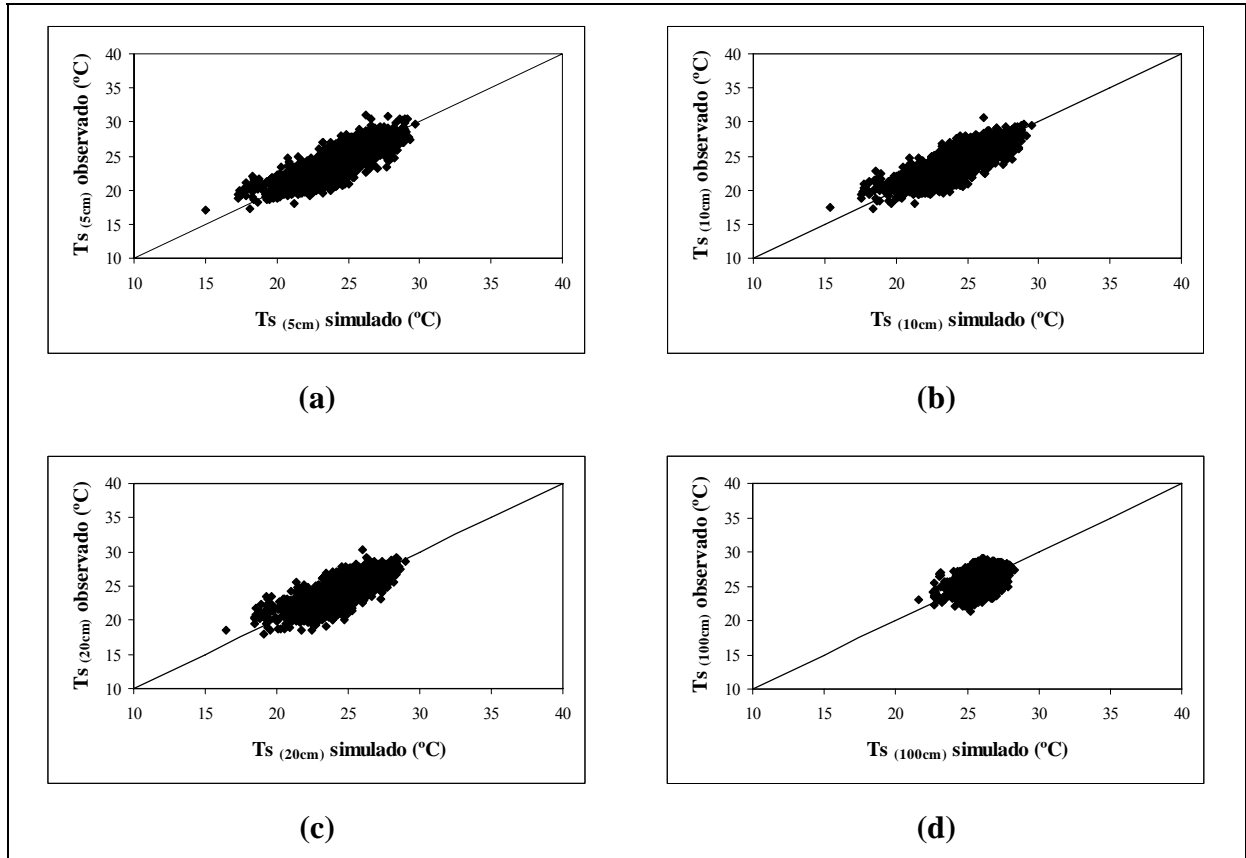 Ts (5cm) observado (ºC)
40
35
30
25
20
15
10
10 15 20 25 30 35 40
Ts (5cm) simulado (ºC)
(a)
Ts (10cm) observado (ºC)
40
35
30
25
20
15
10
10 15 20 25 30 35 40
Ts (10cm) simulado (ºC)
(b)
Ts (20cm) observado (ºC)
40
35
30
25
20
15
10
10 15 20 25 30 35 40
Ts (20cm) simulado (ºC)
(c)
Ts (100cm) observado (ºC)
40
35
30
25
20
15
10
10 15 20 25 30 35 40
Ts (100cm) simulado (ºC)
(d)